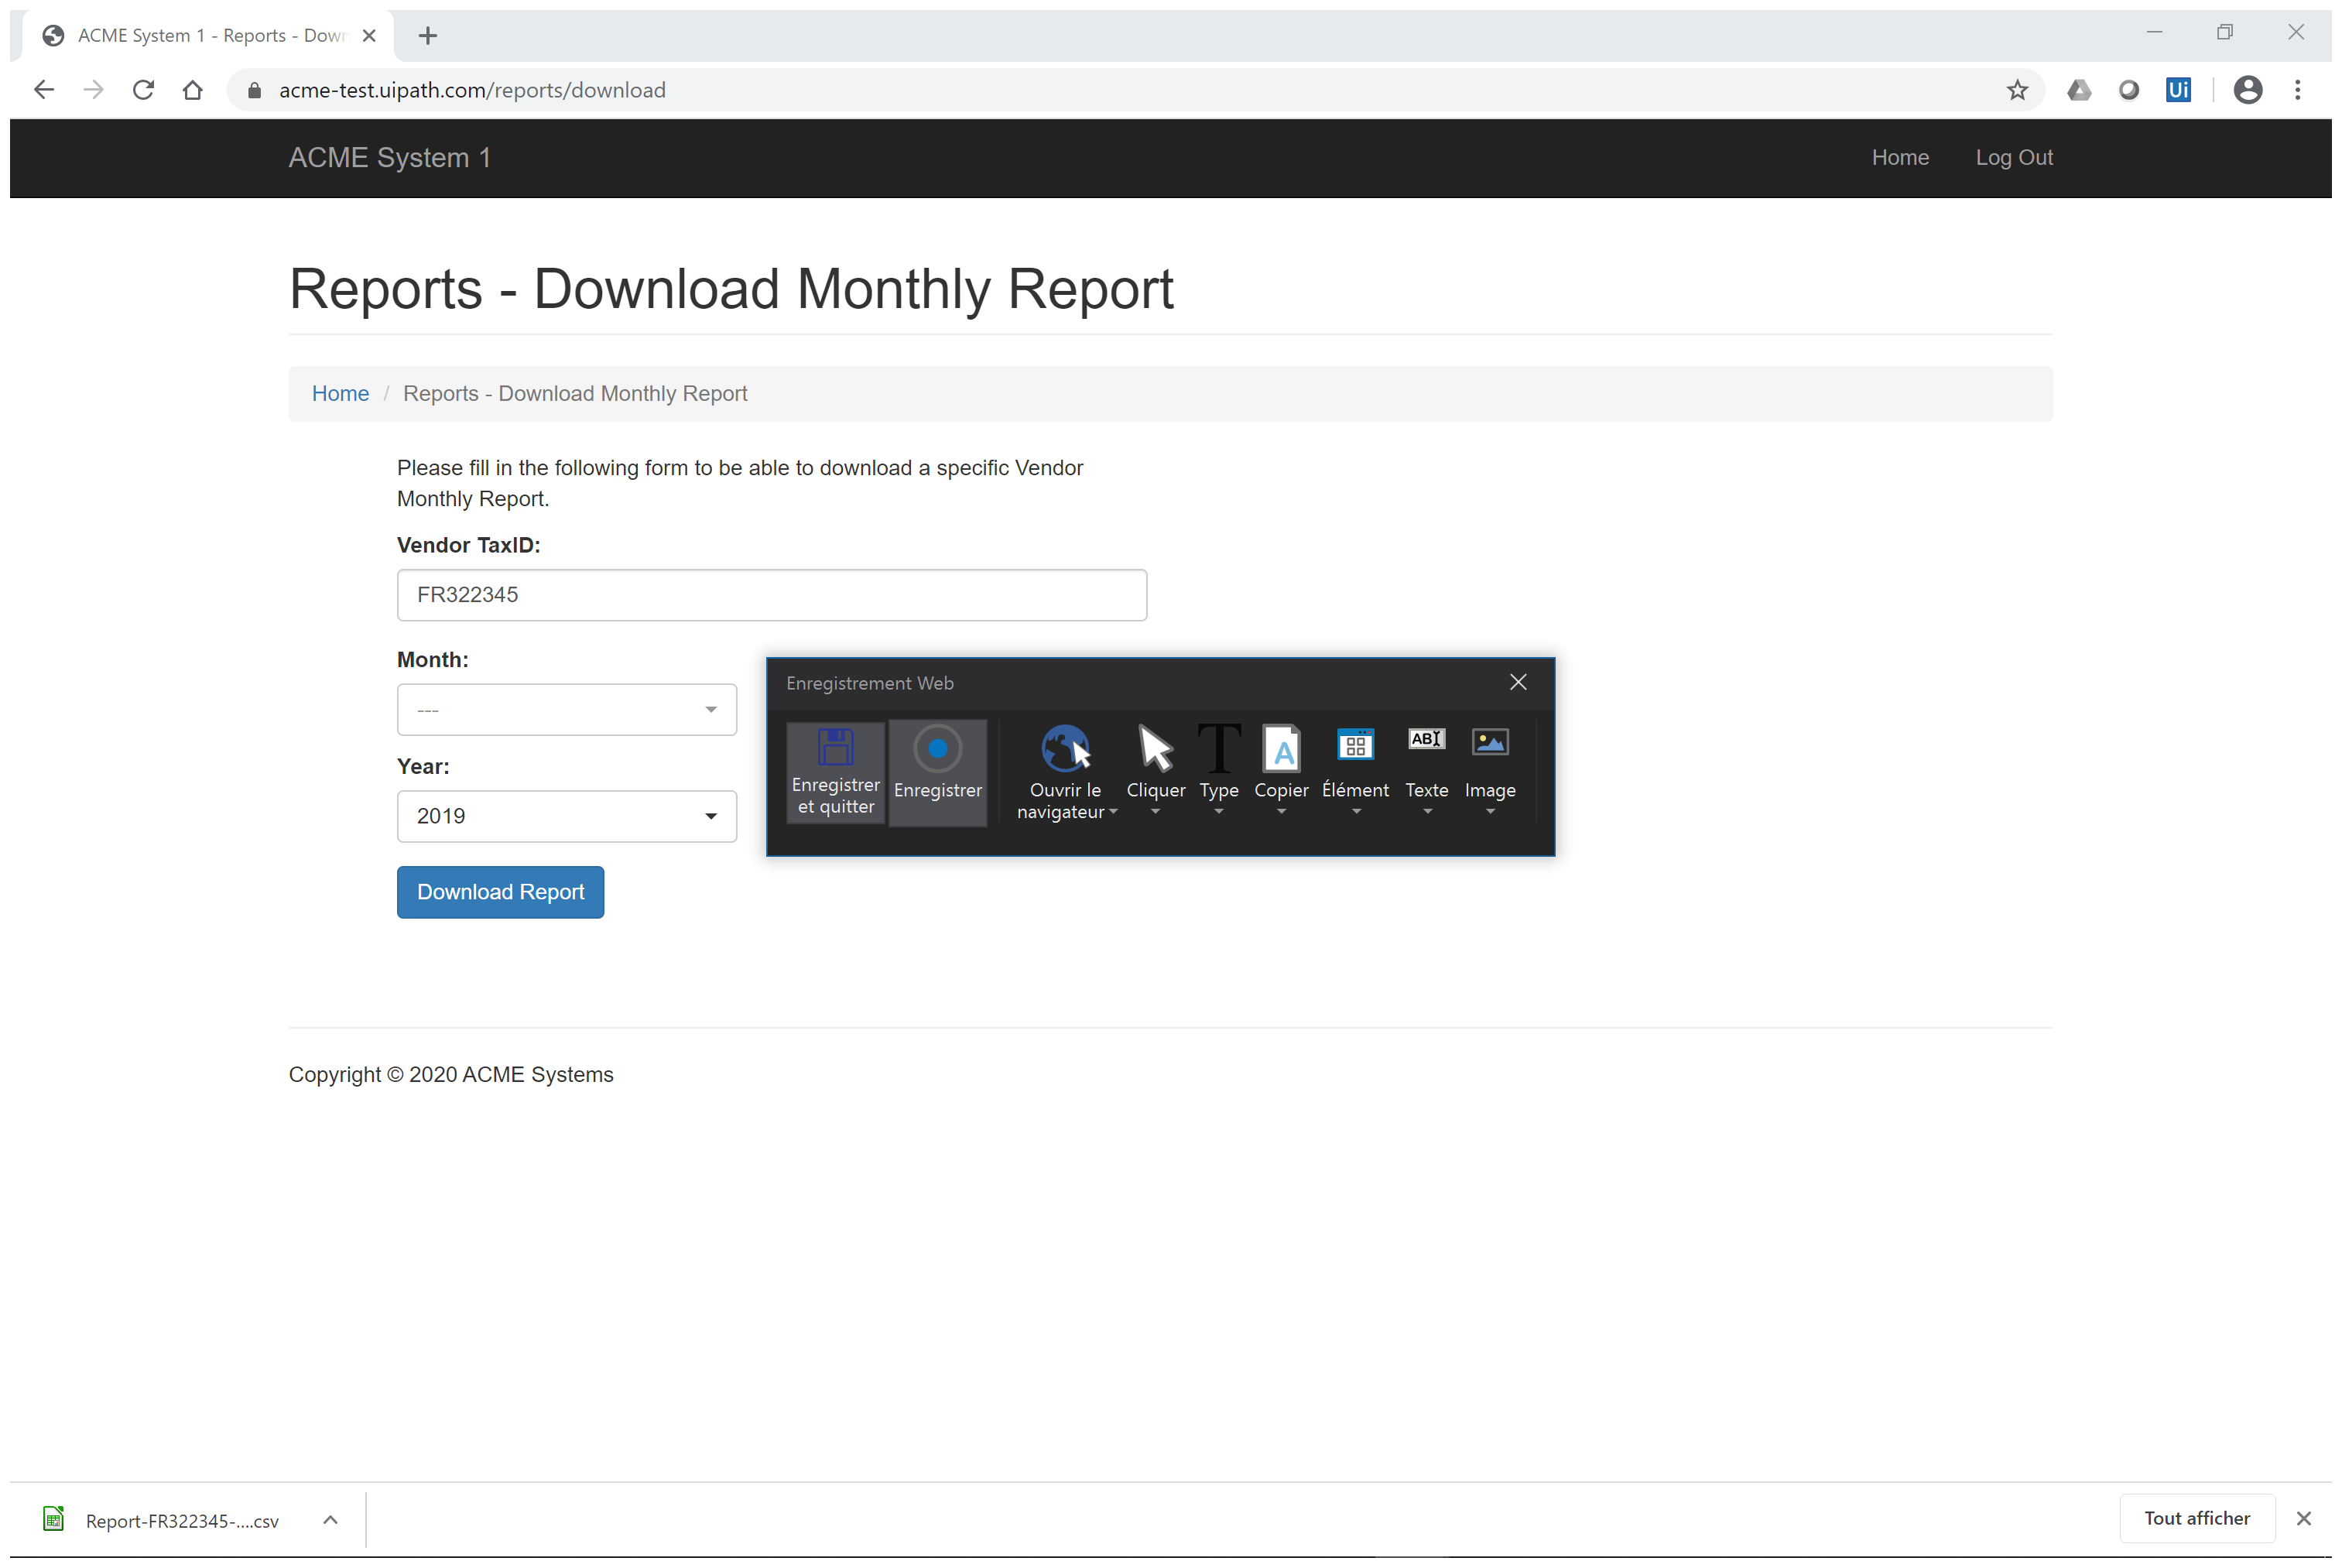 ACME System 1 - Reports - Down
acme-test.uipath.com/reports/download
Ui
ACME System 1
Home
Log Out
Reports - Download Monthly Report
Home / Reports - Download Monthly Report
Please fill in the following form to be able to download a specific Vendor
Monthly Report.
Vendor TaxID:
FR322345
Month:
---
Year:
2019
Download Report
Enregistrement Web
Enregistrer
et quitter
Enregistrer
Ouvrir le
navigateur
Cliquer
T
Type
A
Copier
Élément
AB
Texte
Image
Copyright © 2020 ACME Systems
Report-FR322345-....csv
Tout afficher